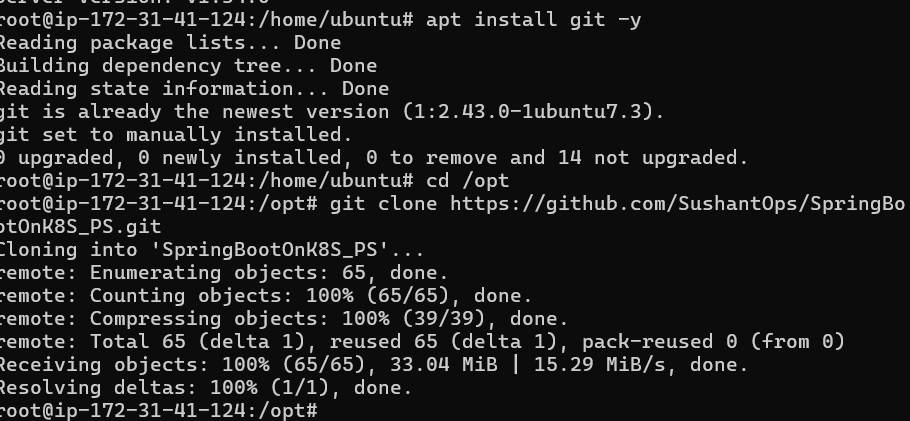 Server Version: v1.34.0
root@ip-172-31-41-124:/home/ubuntu# apt install git -y
Reading package lists... Done
Building dependency tree... Done
Reading state information... Done
git is already the newest version (1:2.43.0-1ubuntu7.3).
git set to manually installed.
0 upgraded, 0 newly installed, 0 to remove and 14 not upgraded.
root@ip-172-31-41-124:/home/ubuntu# cd /opt
root@ip-172-31-41-124:/opt# git clone https://github.com/SushantOps/SpringBo
otOnK8S_PS.git
Cloning into 'SpringBootOnK8S_PS'...
remote: Enumerating objects: 65, done.
remote: Counting objects: 100% (65/65), done.
remote: Compressing objects: 100% (39/39), done.
remote: Total 65 (delta 1), reused 65 (delta 1), pack-reused 0 (from 0)
Receiving objects: 100% (65/65), 33.04 MiB | 15.29 MiB/s, done.
Resolving deltas: 100% (1/1), done.
root@ip-172-31-41-124:/opt#